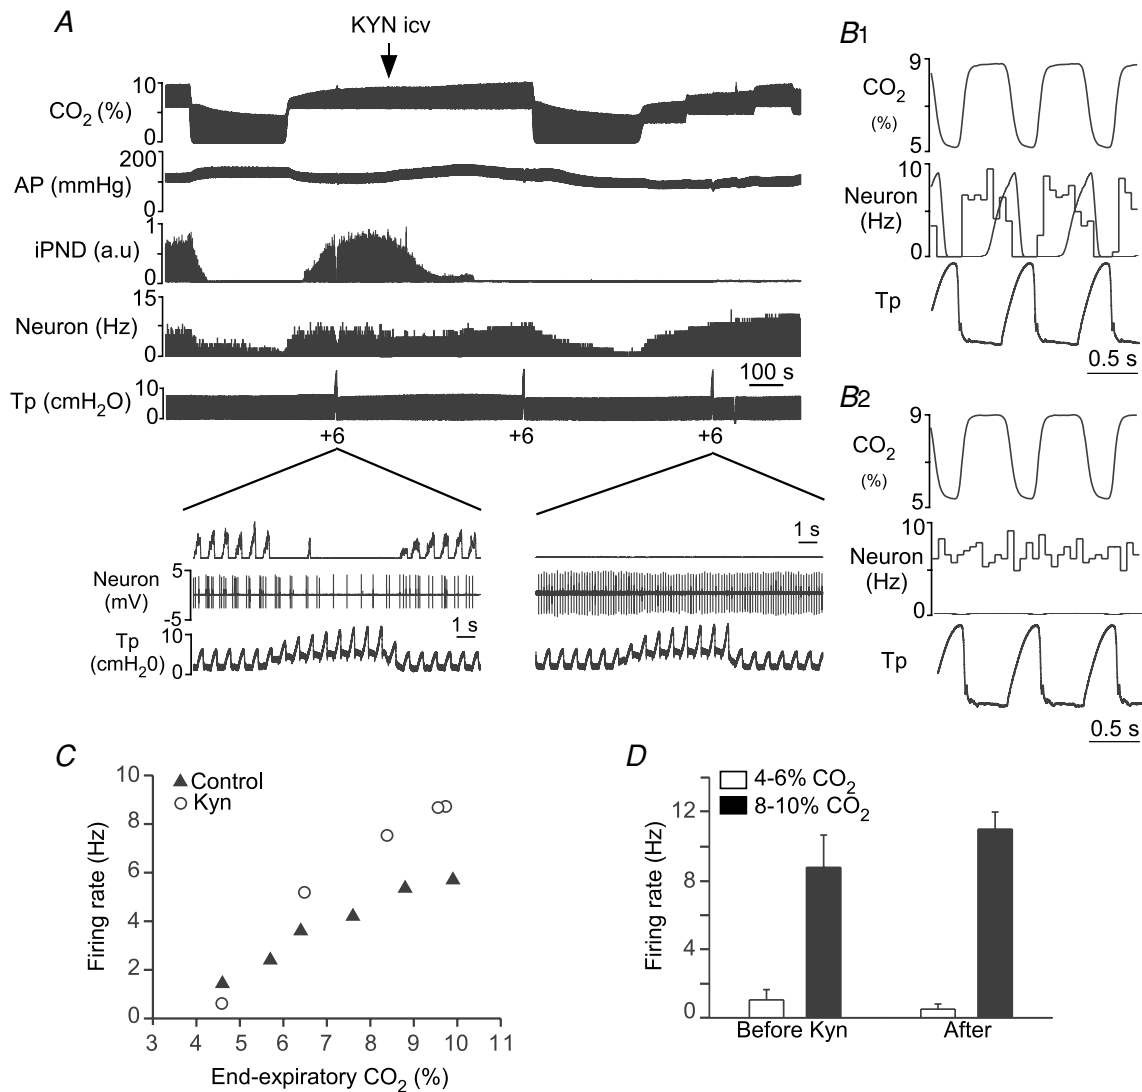 A
KYN icv
CO2 (%)
10
0
AP (mmHg)
200
0
iPND (a.u)
1
0
Neuron (Hz)
15
0
100 s
Tp (cmH2O)
10
0
+6
+6
+6
Neuron
(mV)
5
-5
1 s
Tp
(cmH20)
10
0
1 s
1 s
B1
CO2
(%)
9
5
Neuron
(Hz)
10
0
Tp
0.5 s
B2
CO2
(%)
9
5
Neuron
(Hz)
10
0
Tp
0.5 s
C
Control
Kyn
Firing rate (Hz)
10
8
6
4
2
0
3 4 5 6 7 8 9 10 11
End-expiratory CO2 (%)
D
4-6% CO2
8-10% CO2
Firing rate (Hz)
12
8
4
0
Before Kyn After